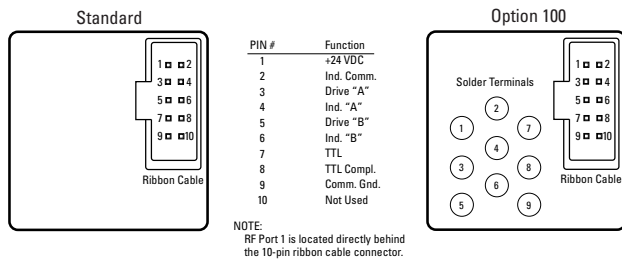 Standard
1 2
3 4
5 6
7 8
9 10
Ribbon Cable
PIN # Function
1 +24 VDC
2 Ind. Comm.
3 Drive "A"
4 Ind. "A"
5 Drive "B"
6 Ind. "B"
7 TTL
8 TTL Compl.
9 Comm. Gnd.
10 Not Used
NOTE:
RF Port 1 is located directly behind
the 10-pin ribbon cable connector.
Option 100
Solder Terminals
2
1 7
4
3 8
6
5 9
1 2
3 4
5 6
7 8
9 10
Ribbon Cable